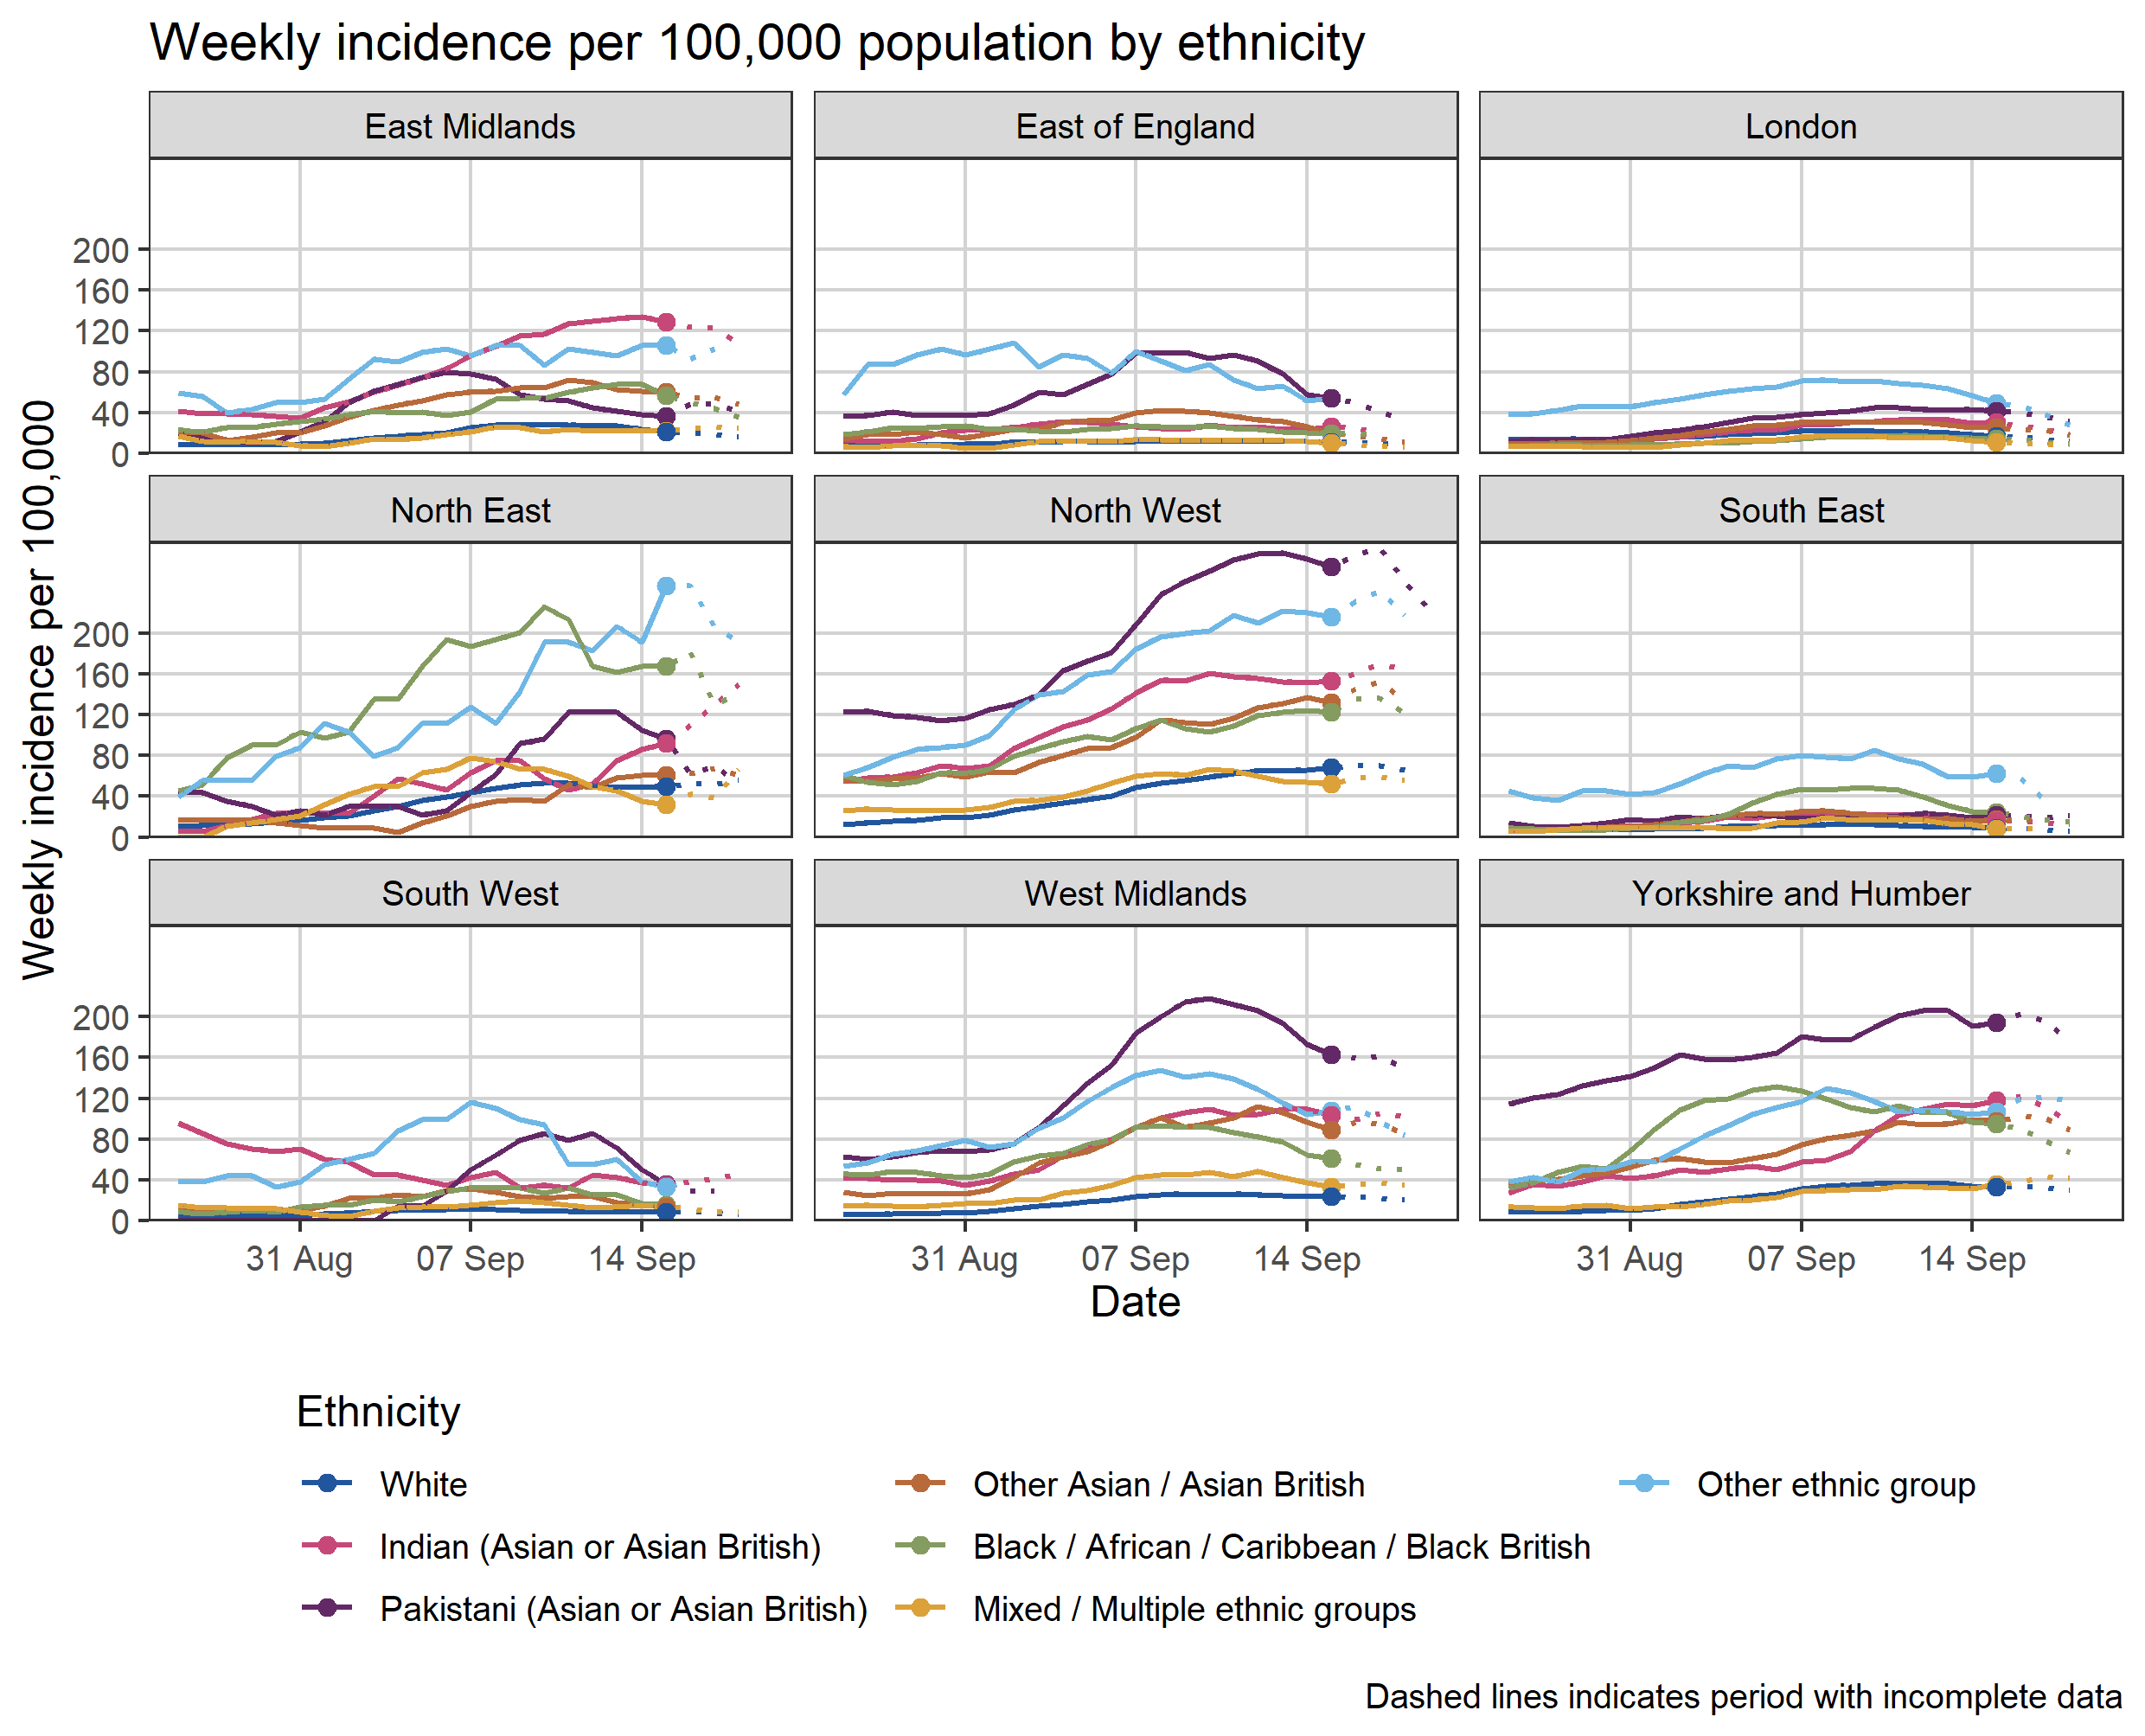 Weekly incidence per 100,000 population by ethnicity
East Midlands
East of England
London
200
160
120
80
40
0
North East
North West
South East
200
160
120
80
40
0
South West
West Midlands
Yorkshire and Humber
200
160
120
80
40
0
31 Aug 07 Sep 14 Sep
31 Aug 07 Sep 14 Sep
31 Aug 07 Sep 14 Sep
Weekly incidence per 100,000
Date
Ethnicity
White
Indian (Asian or Asian British)
Pakistani (Asian or Asian British)
Other Asian / Asian British
Black / African / Caribbean / Black British
Mixed / Multiple ethnic groups
Other ethnic group
Dashed lines indicates period with incomplete data